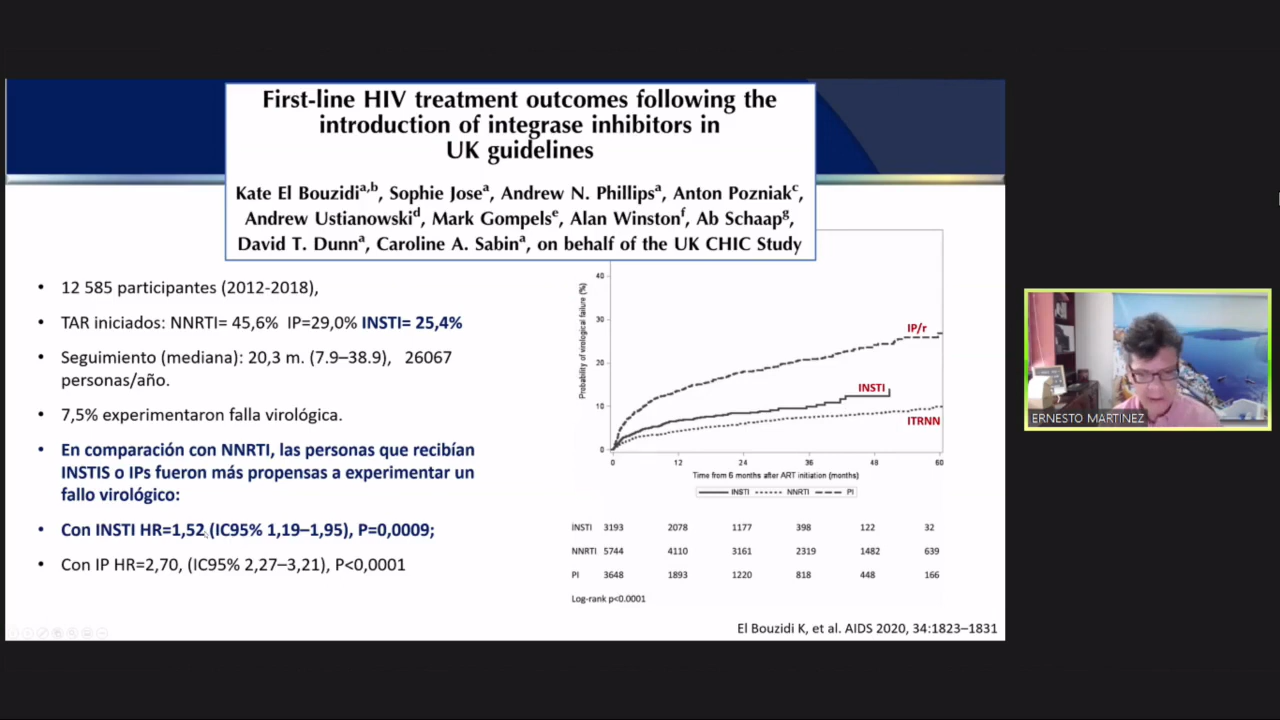 First-line HIV treatment outcomes following the
introduction of integrase inhibitors in
UK guidelines
Kate El Bouzidi^a,b, Sophie Jose^a, Andrew N. Phillips^a, Anton Pozniak^c,
Andrew Ustianowski^d, Mark Gompels^e, Alan Winston^f, Ab Schaap^g,
David T. Dunn^a, Caroline A. Sabin^a, on behalf of the UK CHIC Study
• 12 585 participantes (2012-2018),
• TAR iniciados: NNRTI= 45,6% IP=29,0% INSTI= 25,4%
• Seguimiento (mediana): 20,3 m. (7.9–38.9), 26067
personas/año.
• 7,5% experimentaron falla virológica.
• En comparación con NNRTI, las personas que recibían
INSTIS o IPs fueron más propensas a experimentar un
fallo virológico:
• Con INSTI HR=1,52 (IC95% 1,19–1,95), P=0,0009;
• Con IP HR=2,70, (IC95% 2,27–3,21), P<0,0001
Probability of virological failure (%)
40
30
20
10
0
IP/r
INSTI
ITRNN
0 12 24 36 48 60
Time from 6 months after ART initiation (months)
INSTI NNRTI PI
INSTI 3193 2078 1177 398 122 32
NNRTI 5744 4110 3161 2319 1482 639
PI 3648 1893 1220 818 448 166
Log-rank p<0.0001
El Bouzidi K, et al. AIDS 2020, 34:1823–1831
ERNESTO MARTINEZ